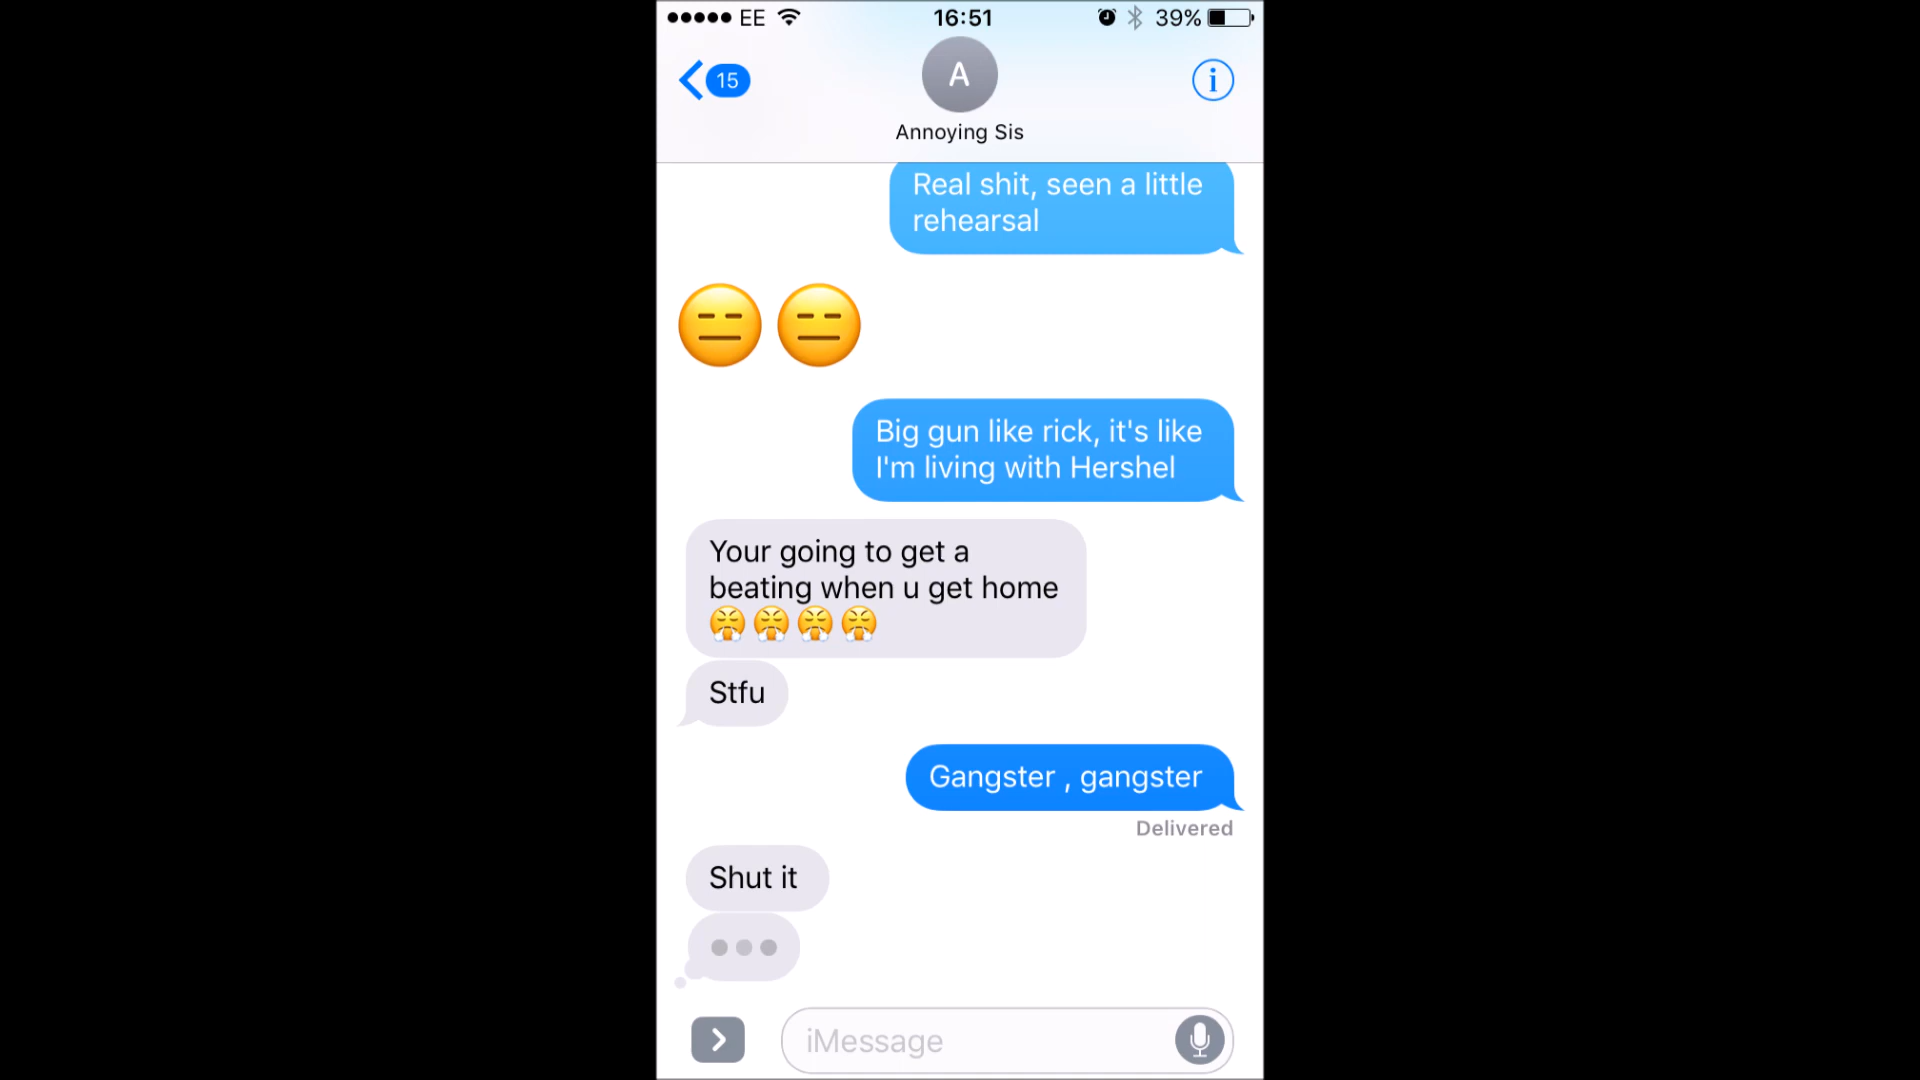 EE 16:51 39%
15
A
Annoying Sis
Real shit, seen a little
rehearsal
😑 😑
Big gun like rick, it's like
I'm living with Hershel
Your going to get a
beating when u get home
😤😤😤😤
Stfu
Gangster , gangster
Delivered
Shut it
iMessage